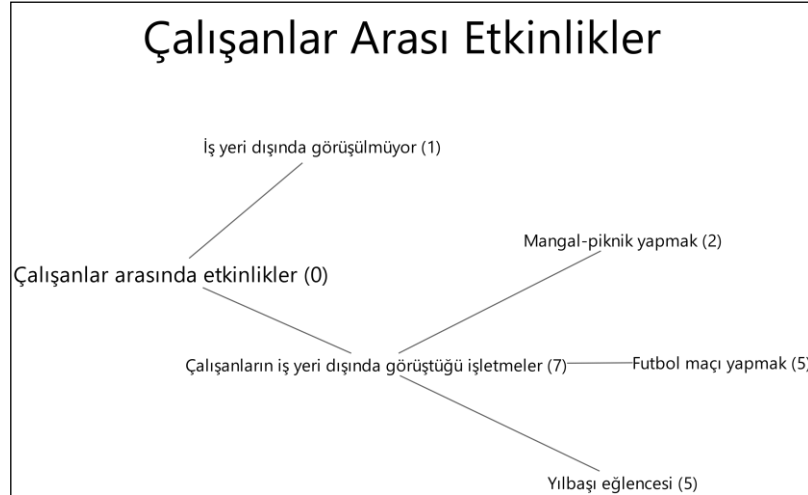 Çalışanlar Arası Etkinlikler
İş yeri dışında görüşülmüyor (1)
Mangal-piknik yapmak (2)
Çalışanlar arasında etkinlikler (0)
Çalışanların iş yeri dışında görüştüğü işletmeler (7)
Futbol maçı yapmak (5)
Yılbaşı eğlencesi (5)